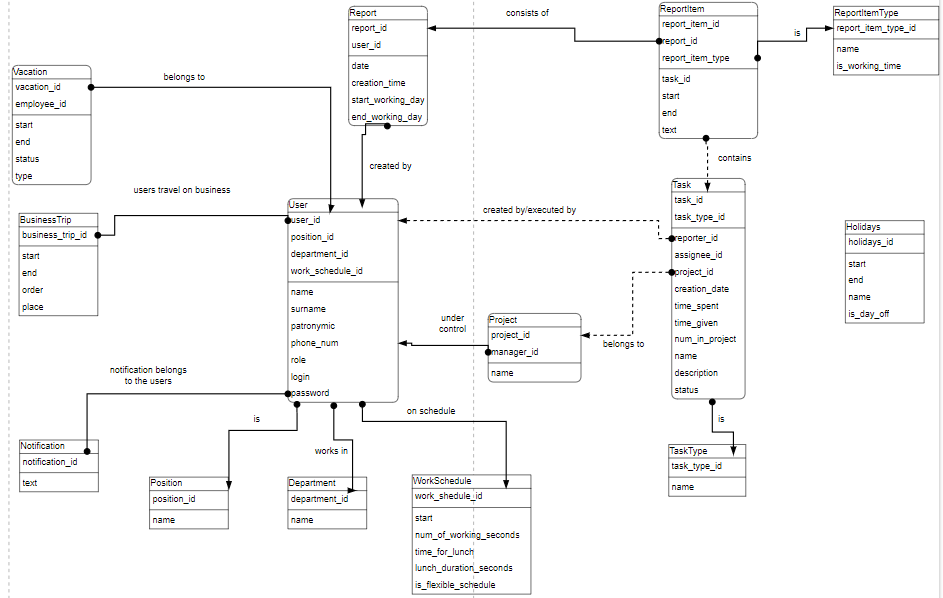 Report
report_id
user_id
date
creation_time
start_working_day
end_working_day
consists of
ReportItem
report_item_id
report_id
report_item_type
task_id
start
end
text
is
ReportItemType
report_item_type_id
name
is_working_time
Vacation
vacation_id
employee_id
start
end
status
type
belongs to
created by
contains
users travel on business
BusinessTrip
business_trip_id
start
end
order
place
User
user_id
position_id
department_id
work_schedule_id
name
surname
patronymic
phone_num
role
login
password
created by/executed by
Task
task_id
task_type_id
reporter_id
assignee_id
project_id
creation_date
time_spent
time_given
num_in_project
name
description
status
Holidays
holidays_id
start
end
name
is_day_off
under
control
Project
project_id
manager_id
name
belongs to
notification belongs
to the users
Notification
notification_id
text
is
works in
on schedule
is
Position
position_id
name
Department
department_id
name
WorkSchedule
work_shedule_id
start
num_of_working_seconds
time_for_lunch
lunch_duration_seconds
is_flexible_schedule
TaskType
task_type_id
name